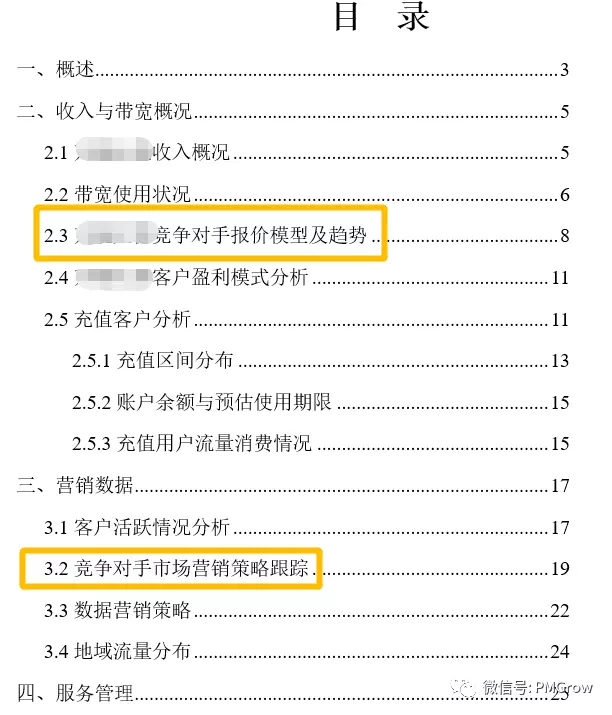 目 录
一、概述 3
二、收入与带宽概况 5
2.1 收入概况 5
2.2 带宽使用状况 6
2.3 竞争对手报价模型及趋势 8
2.4 客户盈利模式分析 11
2.5 充值客户分析 11
2.5.1 充值区间分布 13
2.5.2 账户余额与预估使用期限 15
2.5.3 充值用户流量消费情况 15
三、营销数据 17
3.1 客户活跃情况分析 17
3.2 竞争对手市场营销策略跟踪 19
3.3 数据营销策略 22
3.4 地域流量分布 24
四、服务管理 25
微信号: PMGrow